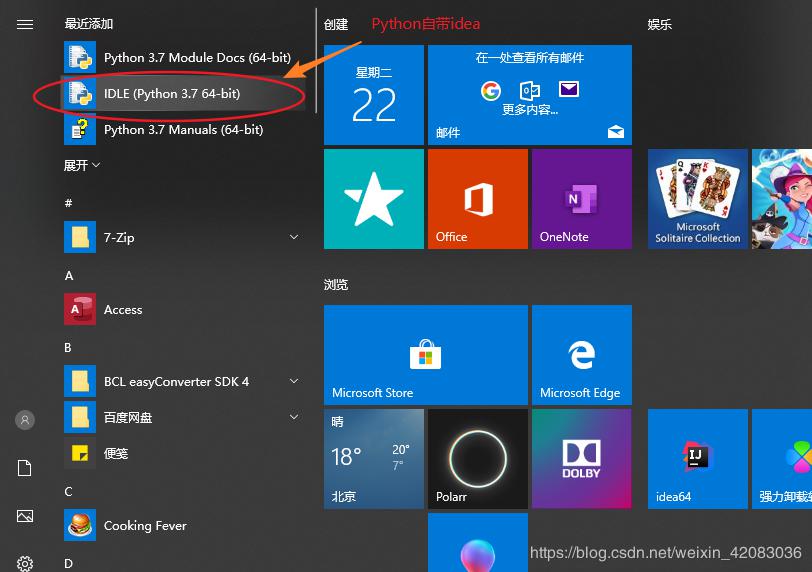 最近添加
Python 3.7 Module Docs (64-bit)
IDLE (Python 3.7 64-bit)
Python 3.7 Manuals (64-bit)
展开
#
7-Zip
A
Access
B
BCL easyConverter SDK 4
百度网盘
便笺
C
Cooking Fever
D
创建
Python自带idea
星期二
22
在一处查看所有邮件
更多内容...
邮件
Office
OneNote
浏览
Microsoft Store
Microsoft Edge
晴
18°
20°
7°
北京
Polarr
DOLBY
娱乐
Microsoft
Solitaire Collection
IJ
idea64
强力卸载
https://blog.csdn.net/weixin_42083036